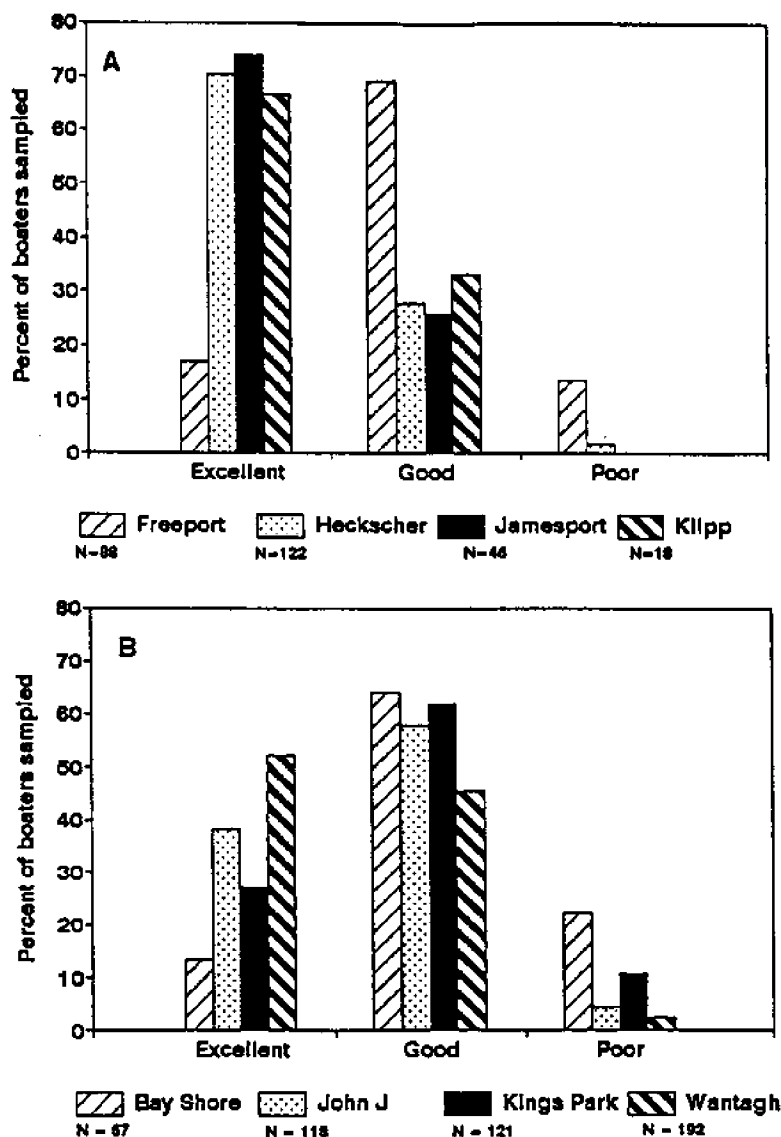 A
Percent of boaters sampled
80
70
60
50
40
30
20
10
0
Excellent Good Poor
Freeport Heckscher Jamesport Klipp
N=122 N=18
B
Percent of boaters sampled
80
70
60
50
40
30
20
10
0
Excellent Good Poor
Bay Shore John J Kings Park Wantagh
N = 67 N = 121 N = 192